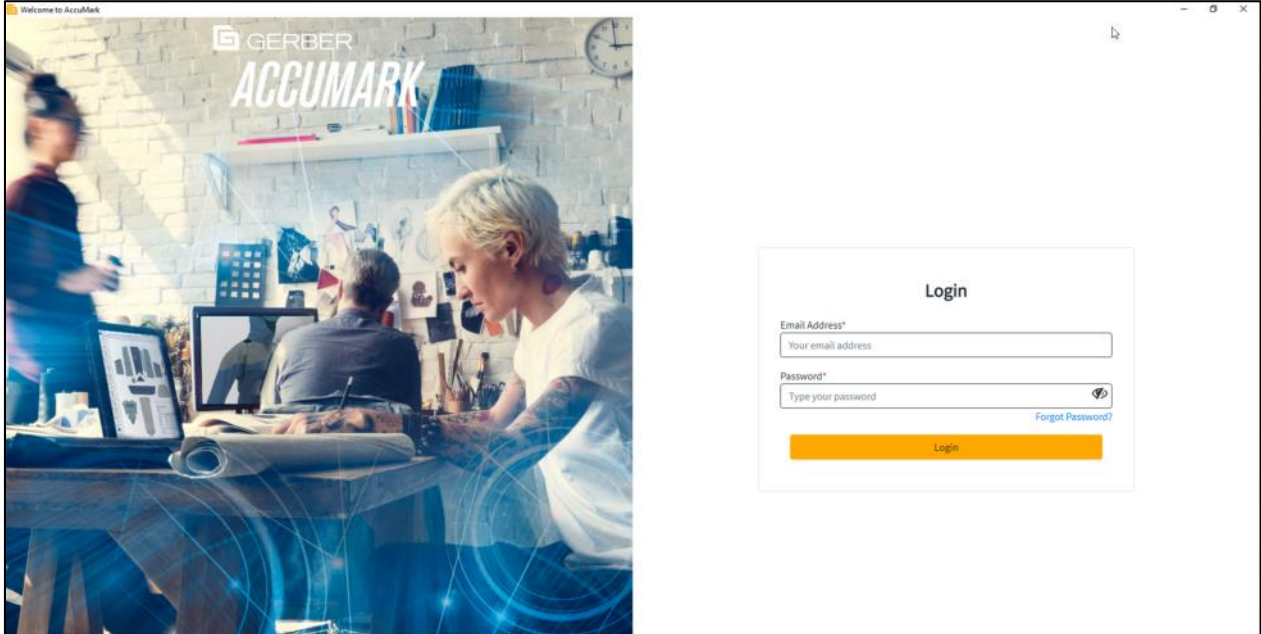 Welcome to AccuMark
GERBER
ACCUMARK
Login
Email Address*
Your email address
Password*
Type your password
Forgot Password?
Login